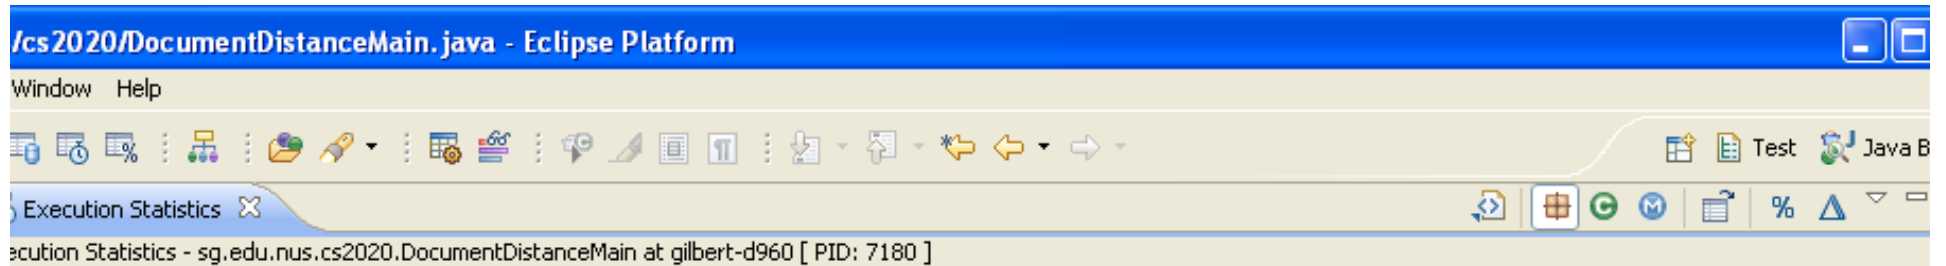 /cs2020/DocumentDistanceMain.java - Eclipse Platform
Window Help
Test Java B
Execution Statistics
ecution Statistics - sg.edu.nus.cs2020.DocumentDistanceMain at gilbert-d960 [ PID: 7180 ]